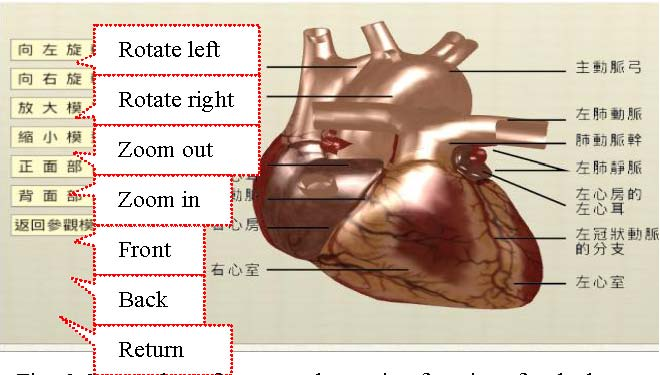 向左旋
Rotate left
向右旋
Rotate right
放大模
Zoom out
縮小模
Zoom in
正面部
Front
背面部
Back
返回參觀模
Return
主動脈弓
左肺動脈
肺動脈幹
左肺靜脈
左心房的
左心耳
左冠狀動脈
的分支
左心室
心房
右心室